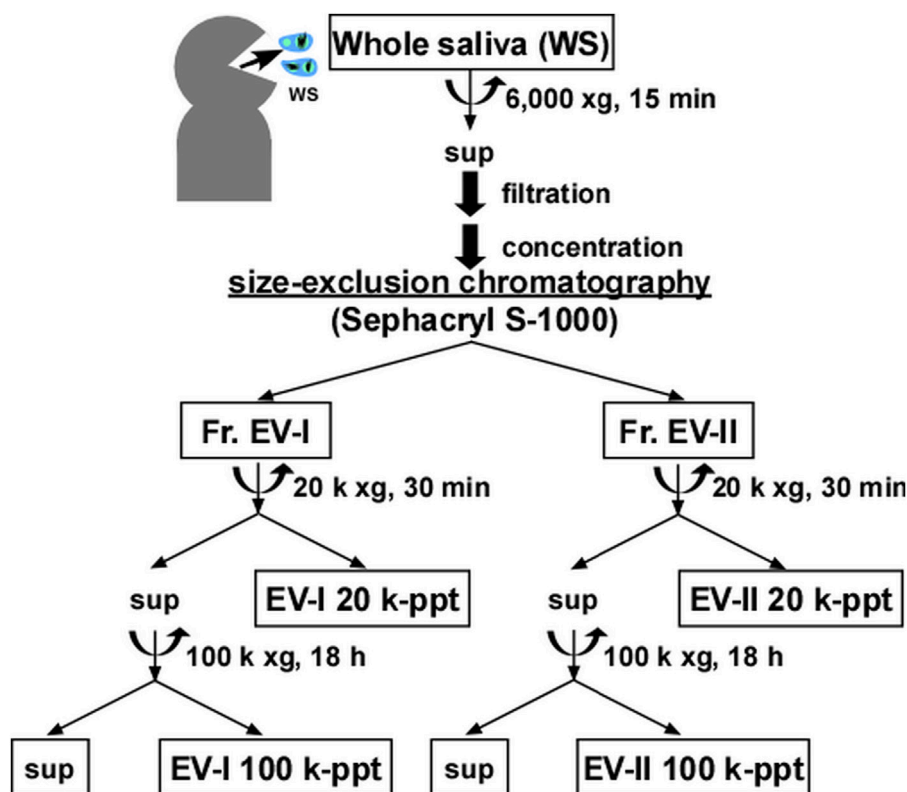 Whole saliva (WS)
WS
6,000 xg, 15 min
sup
filtration
concentration
size-exclusion chromatography
(Sephacryl S-1000)
Fr. EV-I
Fr. EV-II
20 k xg, 30 min
20 k xg, 30 min
sup
EV-I 20 k-ppt
sup
EV-II 20 k-ppt
100 k xg, 18 h
100 k xg, 18 h
sup
EV-I 100 k-ppt
sup
EV-II 100 k-ppt